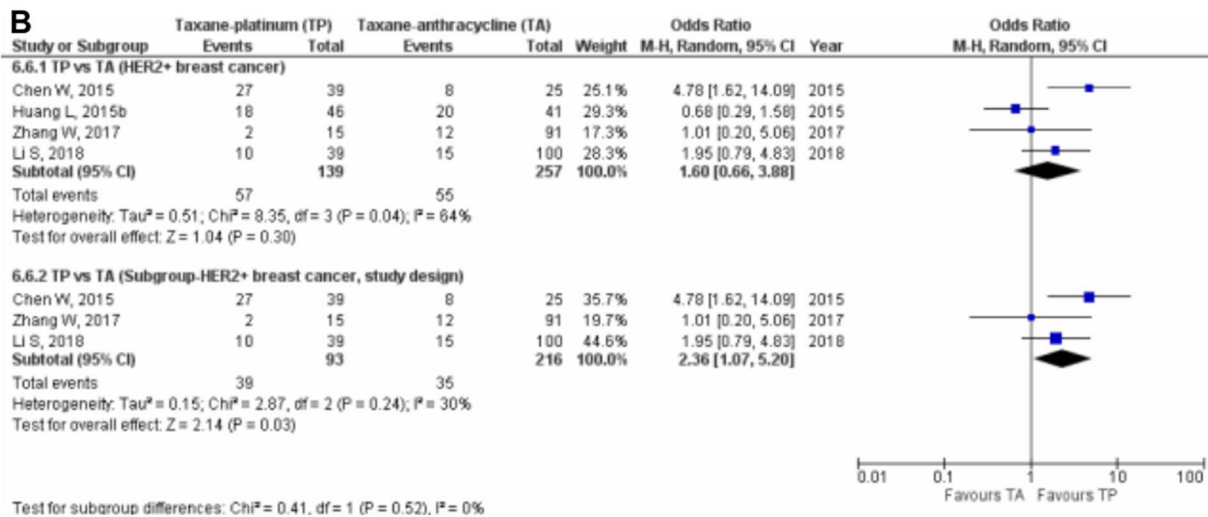 B
Taxane-platinum (TP) Taxane-anthracycline (TA) Odds Ratio Odds Ratio
Study or Subgroup Events Total Events Total Weight M-H, Random, 95% CI Year M-H, Random, 95% CI
6.6.1 TP vs TA (HER2+ breast cancer)
Chen W, 2015 27 39 8 25 25.1% 4.78 [1.62, 14.09] 2015
Huang L, 2015b 18 46 20 41 29.3% 0.68 [0.29, 1.58] 2015
Zhang W, 2017 2 15 12 91 17.3% 1.01 [0.20, 5.06] 2017
Li S, 2018 10 39 15 100 28.3% 1.95 [0.79, 4.83] 2018
Subtotal (95% CI) 139 257 100.0% 1.60 [0.66, 3.88]
Total events 57 55
Heterogeneity: Tau² = 0.51; Chi² = 8.35, df = 3 (P = 0.04); I² = 64%
Test for overall effect: Z = 1.04 (P = 0.30)
6.6.2 TP vs TA (Subgroup-HER2+ breast cancer, study design)
Chen W, 2015 27 39 8 25 35.7% 4.78 [1.62, 14.09] 2015
Zhang W, 2017 2 15 12 91 19.7% 1.01 [0.20, 5.06] 2017
Li S, 2018 10 39 15 100 44.6% 1.95 [0.79, 4.83] 2018
Subtotal (95% CI) 93 216 100.0% 2.36 [1.07, 5.20]
Total events 39 35
Heterogeneity: Tau² = 0.15; Chi² = 2.87, df = 2 (P = 0.24); I² = 30%
Test for overall effect: Z = 2.14 (P = 0.03)
0.01 0.1 1 10 100
Favours TA Favours TP
Test for subgroup differences: Chi² = 0.41, df = 1 (P = 0.52), I² = 0%